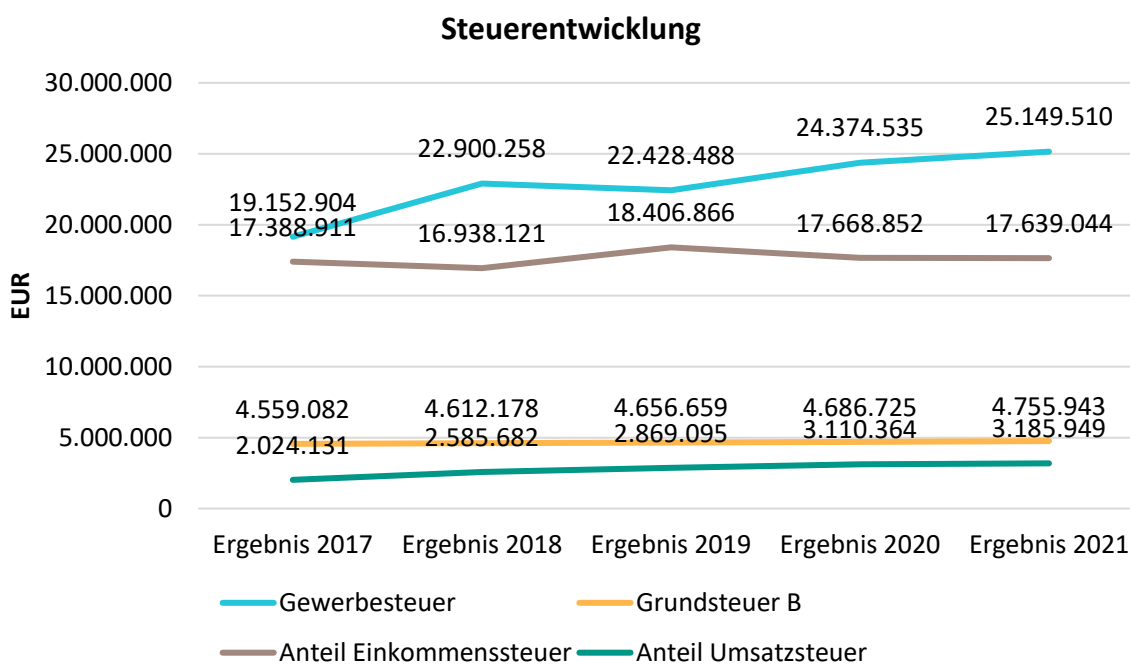 Steuerentwicklung
30.000.000
25.000.000
20.000.000
15.000.000
10.000.000
5.000.000
0
EUR
19.152.904
22.900.258
22.428.488
24.374.535
25.149.510
17.388.911
16.938.121
18.406.866
17.668.852
17.639.044
4.559.082
4.612.178
4.656.659
4.686.725
4.755.943
2.024.131
2.585.682
2.869.095
3.110.364
3.185.949
Ergebnis 2017
Ergebnis 2018
Ergebnis 2019
Ergebnis 2020
Ergebnis 2021
Gewerbesteuer
Grundsteuer B
Anteil Einkommenssteuer
Anteil Umsatzsteuer